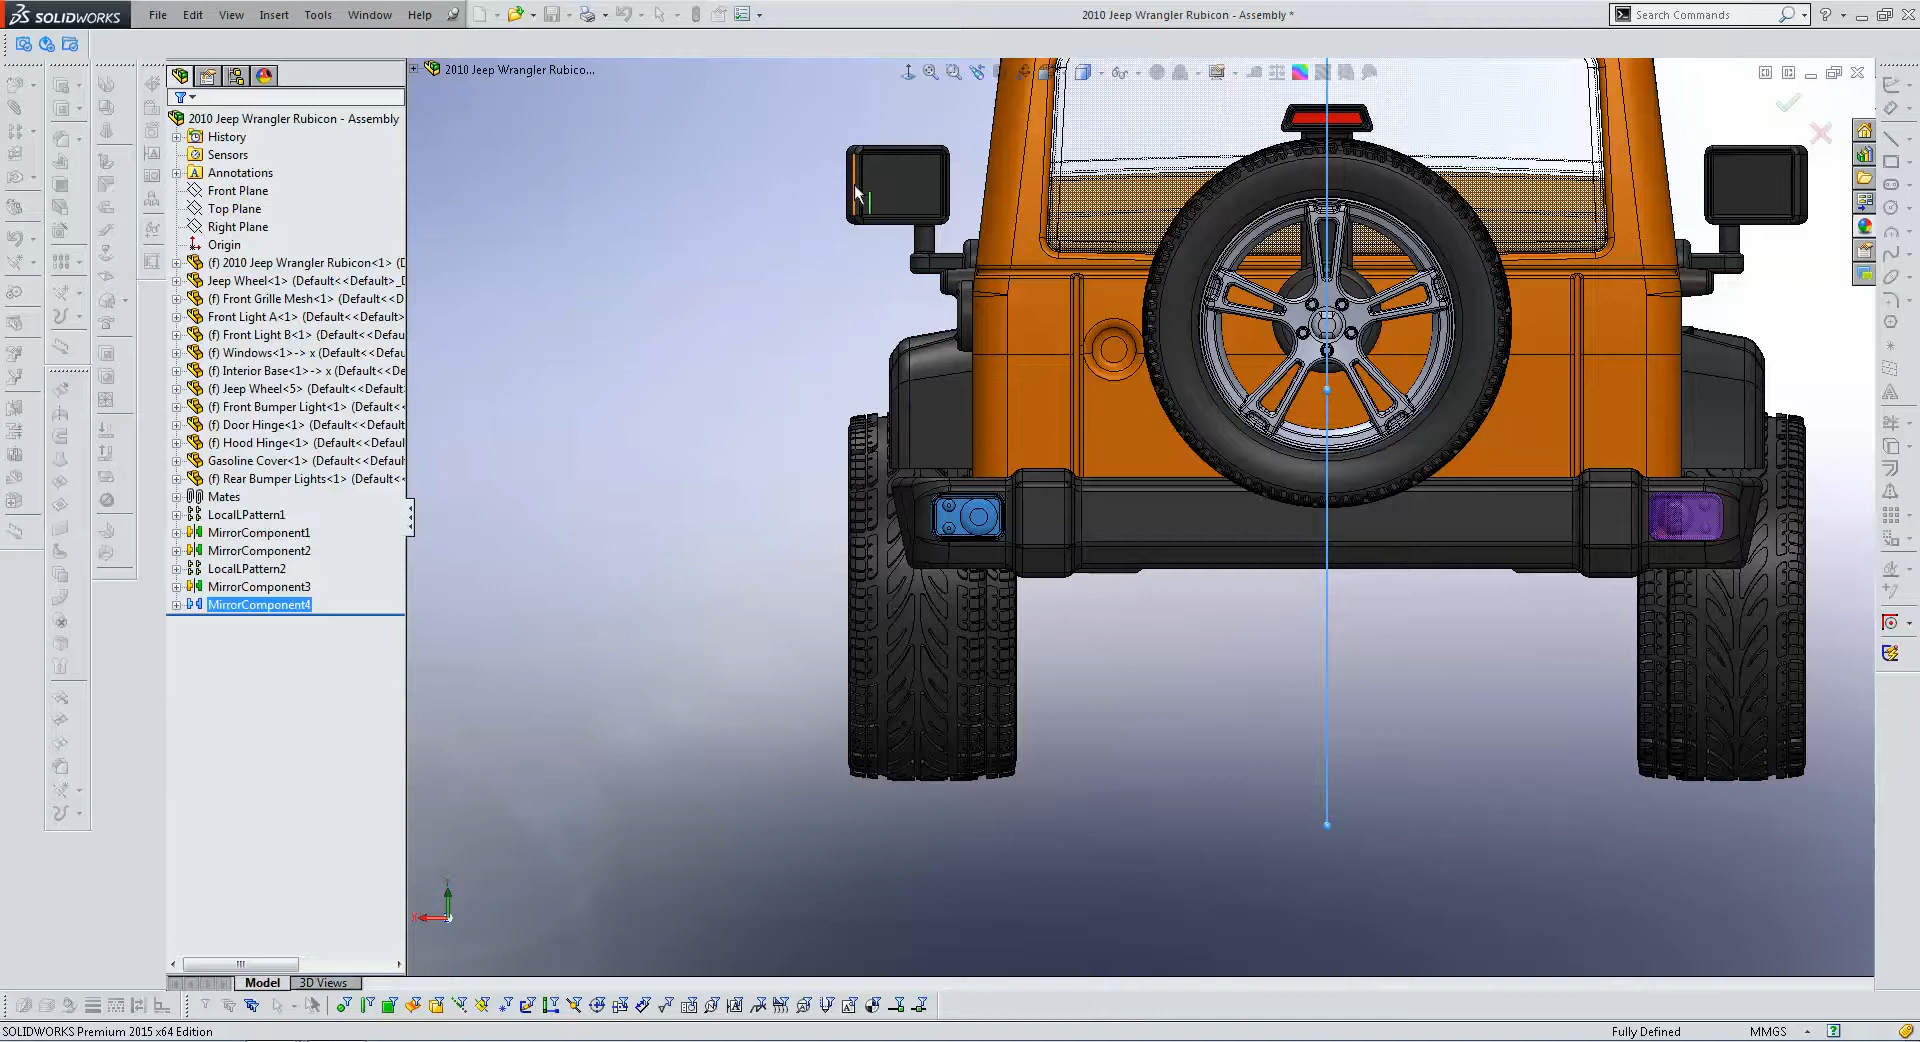 SOLIDWORKS File Edit View Insert Tools Window Help 2010 Jeep Wrangler Rubicon - Assembly * Search Commands
2010 Jeep Wrangler Rubico...
2010 Jeep Wrangler Rubicon - Assembly
History
Sensors
Annotations
Front Plane
Top Plane
Right Plane
Origin
(f) 2010 Jeep Wrangler Rubicon<1> (D
Jeep Wheel<1> (Default<<Default>_D
(f) Front Grille Mesh<1> (Default<<D
Front Light A<1> (Default<<Default>
(f) Front Light B<1> (Default<<Defau
(f) Windows<1>-> x (Default<<Defau
(f) Interior Base<1>-> x (Default<<De
(f) Jeep Wheel<5> (Default<<Default
(f) Front Bumper Light<1> (Default<<
(f) Door Hinge<1> (Default<<Default
(f) Hood Hinge<1> (Default<<Defaul
Gasoline Cover<1> (Default<<Defaul
(f) Rear Bumper Lights<1> (Default<<
Mates
LocalLPattern1
MirrorComponent1
MirrorComponent2
LocalLPattern2
MirrorComponent3
MirrorComponent4
Model 3D Views
SOLIDWORKS Premium 2015 x64 Edition Fully Defined MMGS